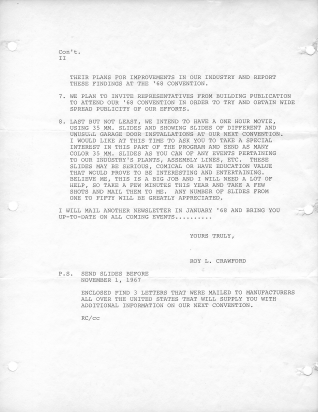 Con't.
II
THEIR PLANS FOR IMPROVEMENTS IN OUR INDUSTRY AND REPORT
THESE FINDINGS AT THE '68 CONVENTION.
7. WE PLAN TO INVITE REPRESENTATIVES FROM BUILDING PUBLICATION
TO ATTEND OUR '68 CONVENTION IN ORDER TO TRY AND OBTAIN WIDE
SPREAD PUBLICITY OF OUR EFFORTS.
8. LAST BUT NOT LEAST, WE INTEND TO HAVE A ONE HOUR MOVIE,
USING 35 MM. SLIDES AND SHOWING SLIDES OF DIFFERENT AND
UNUSUAL GARAGE DOOR INSTALLATIONS AT OUR NEXT CONVENTION.
I WOULD LIKE AT THIS TIME TO ASK YOU TO TAKE A SPECIAL
INTEREST IN THIS PART OF THE PROGRAM AND SEND AS MANY
COLOR 35 MM. SLIDES AS YOU CAN OF ANY EVENTS PERTAINING
TO OUR INDUSTRY'S PLANTS, ASSEMBLY LINES, ETC. THESE
SLIDES MAY BE SERIOUS, COMICAL OR HAVE EDUCATION VALUE
THAT WOULD PROVE TO BE INTERESTING AND ENTERTAINING.
BELIEVE ME, THIS IS A BIG JOB AND I WILL NEED A LOT OF
HELP, SO TAKE A FEW MINUTES THIS YEAR AND TAKE A FEW
SHOTS AND MAIL THEM TO ME. ANY NUMBER OF SLIDES FROM
ONE TO FIFTY WILL BE GREATLY APPRECIATED.
I WILL MAIL ANOTHER NEWSLETTER IN JANUARY '68 AND BRING YOU
UP-TO-DATE ON ALL COMING EVENTS..........
YOURS TRULY,
ROY L. CRAWFORD
P.S. SEND SLIDES BEFORE
NOVEMBER 1, 1967
ENCLOSED FIND 3 LETTERS THAT WERE MAILED TO MANUFACTURERS
ALL OVER THE UNITED STATES THAT WILL SUPPLY YOU WITH
ADDITIONAL INFORMATION ON OUR NEXT CONVENTION.
RC/cc